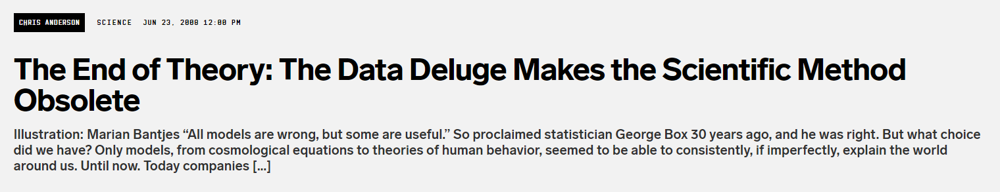 CHRIS ANDERSON SCIENCE JUN 23, 2008 12:00 PM
The End of Theory: The Data Deluge Makes the Scientific Method
Obsolete
Illustration: Marian Bantjes “All models are wrong, but some are useful.” So proclaimed statistician George Box 30 years ago, and he was right. But what choice
did we have? Only models, from cosmological equations to theories of human behavior, seemed to be able to consistently, if imperfectly, explain the world
around us. Until now. Today companies [...]